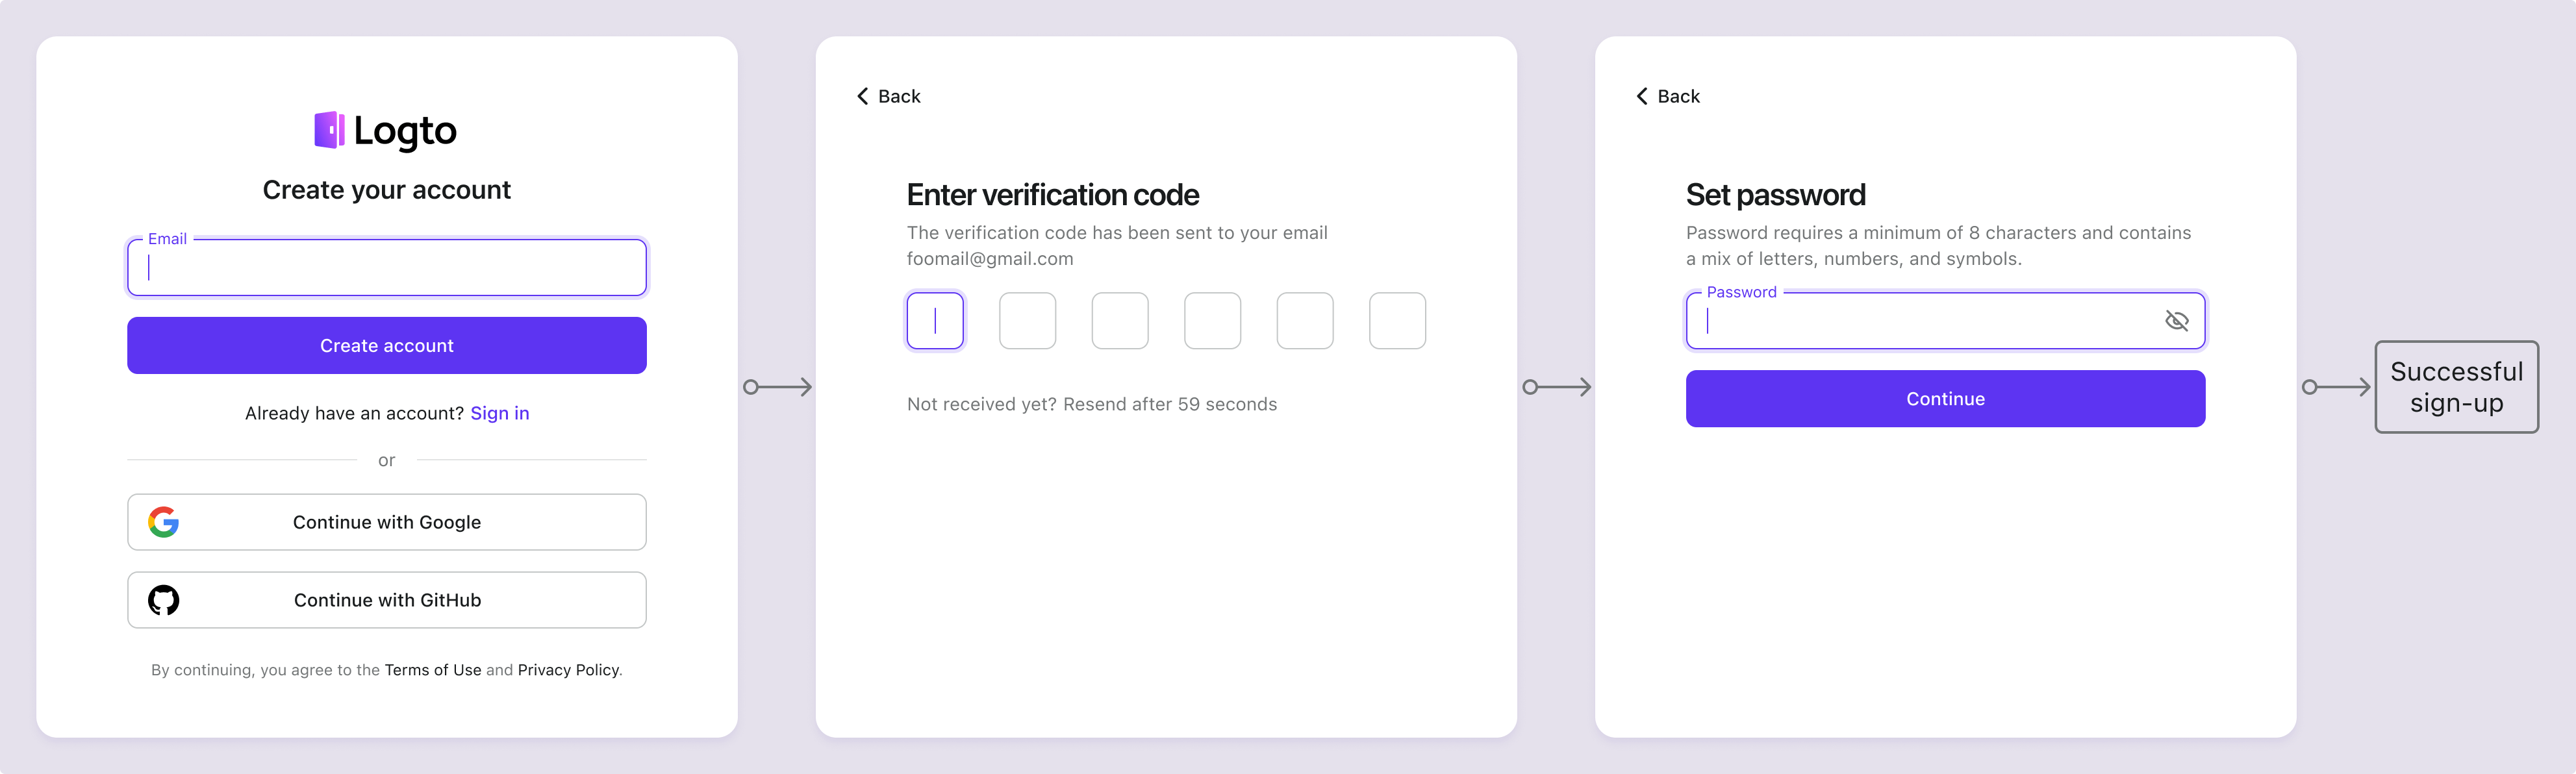 Logto
Create your account
Email
Create account
Already have an account? Sign in
or
Continue with Google
Continue with GitHub
By continuing, you agree to the Terms of Use and Privacy Policy.
Back
Enter verification code
The verification code has been sent to your email
foomail@gmail.com
Not received yet? Resend after 59 seconds
Back
Set password
Password requires a minimum of 8 characters and contains
a mix of letters, numbers, and symbols.
Password
Continue
Successful
sign-up